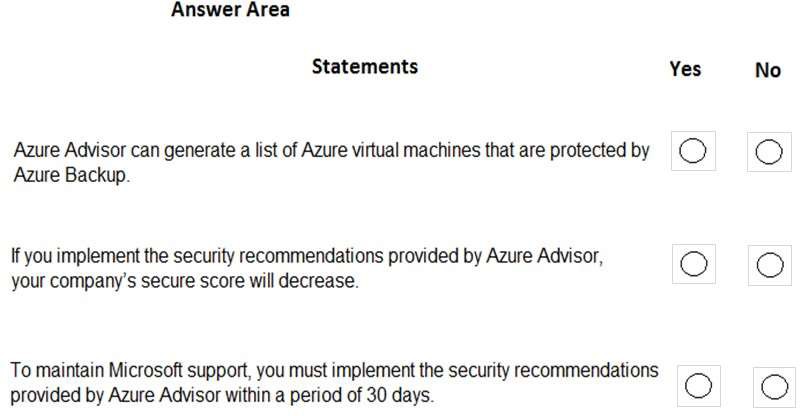 Answer Area
Statements Yes No
Azure Advisor can generate a list of Azure virtual machines that are protected by
Azure Backup.
If you implement the security recommendations provided by Azure Advisor,
your company's secure score will decrease.
To maintain Microsoft support, you must implement the security recommendations
provided by Azure Advisor within a period of 30 days.